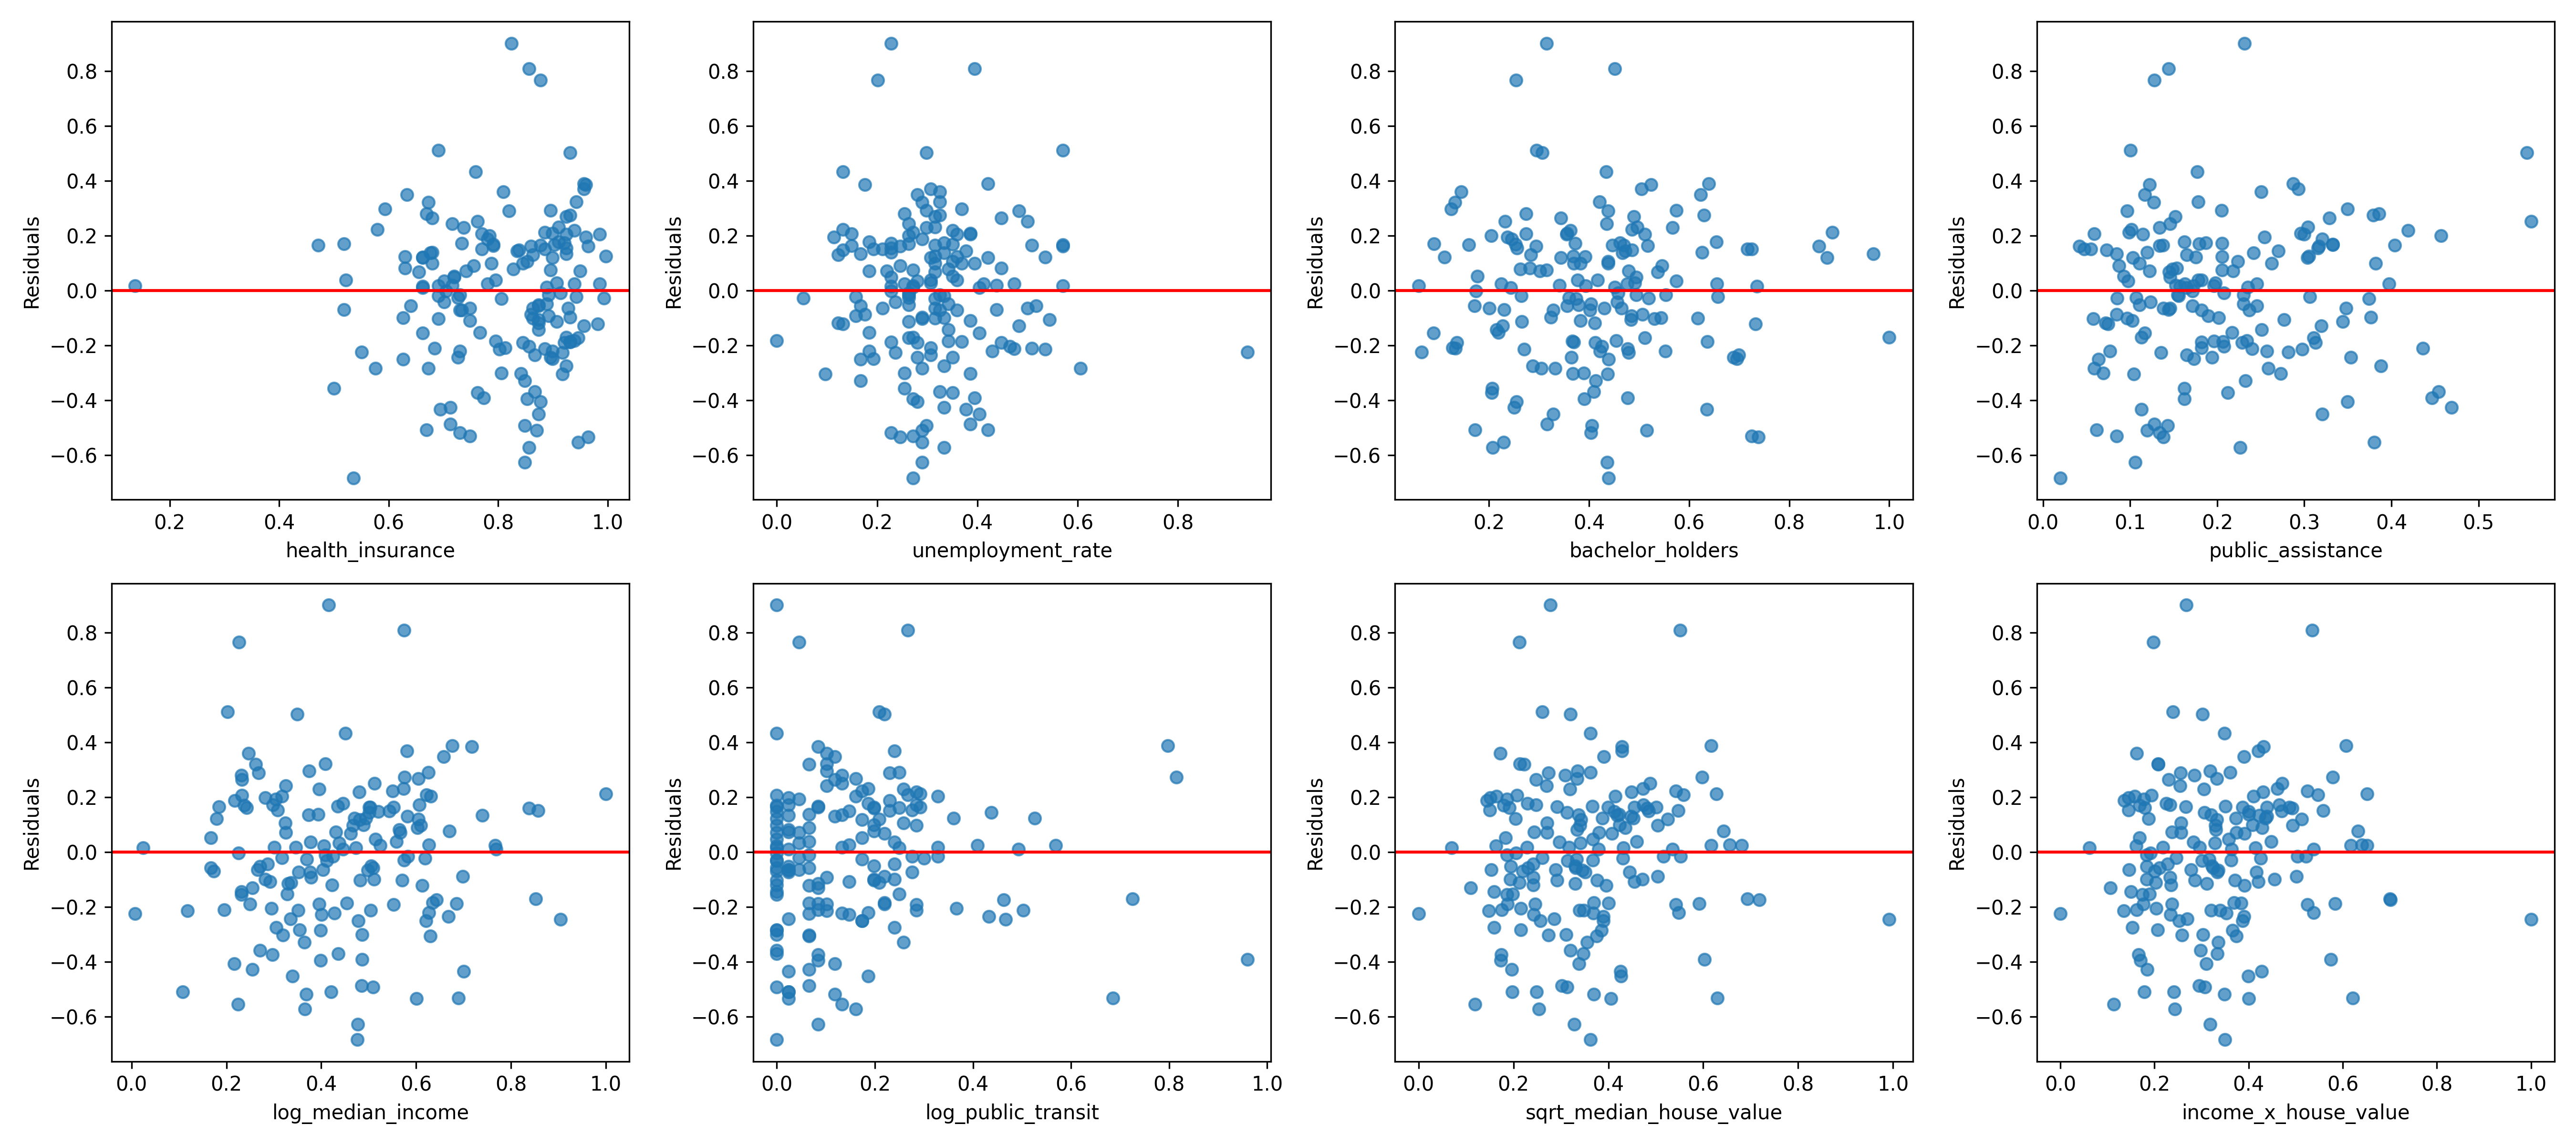 Residuals
0.8
0.6
0.4
0.2
0.0
−0.2
−0.4
−0.6
0.2 0.4 0.6 0.8 1.0
health_insurance
Residuals
0.8
0.6
0.4
0.2
0.0
−0.2
−0.4
−0.6
0.0 0.2 0.4 0.6 0.8
unemployment_rate
Residuals
0.8
0.6
0.4
0.2
0.0
−0.2
−0.4
−0.6
0.2 0.4 0.6 0.8 1.0
bachelor_holders
Residuals
0.8
0.6
0.4
0.2
0.0
−0.2
−0.4
−0.6
0.0 0.1 0.2 0.3 0.4 0.5
public_assistance
Residuals
0.8
0.6
0.4
0.2
0.0
−0.2
−0.4
−0.6
0.0 0.2 0.4 0.6 0.8 1.0
log_median_income
Residuals
0.8
0.6
0.4
0.2
0.0
−0.2
−0.4
−0.6
0.0 0.2 0.4 0.6 0.8 1.0
log_public_transit
Residuals
0.8
0.6
0.4
0.2
0.0
−0.2
−0.4
−0.6
0.0 0.2 0.4 0.6 0.8 1.0
sqrt_median_house_value
Residuals
0.8
0.6
0.4
0.2
0.0
−0.2
−0.4
−0.6
0.0 0.2 0.4 0.6 0.8 1.0
income_x_house_value